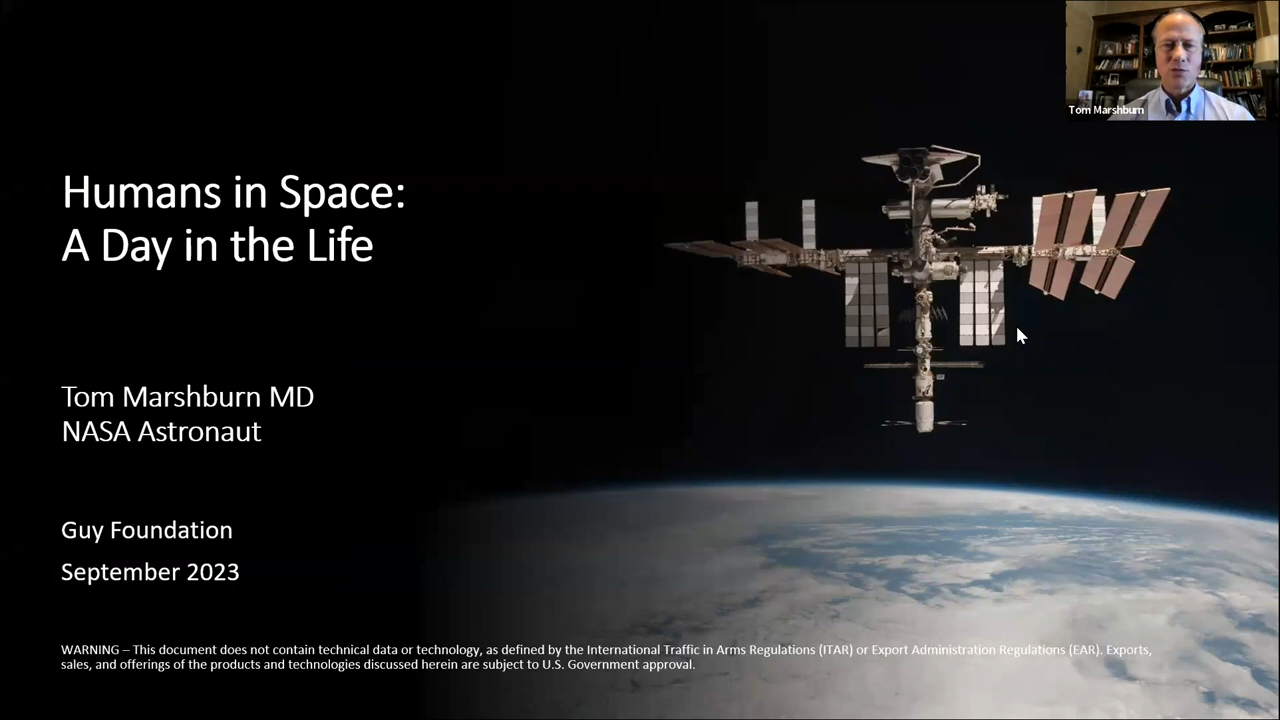 Tom Marshburn
Humans in Space:
A Day in the Life
Tom Marshburn MD
NASA Astronaut
Guy Foundation
September 2023
WARNING – This document does not contain technical data or technology, as defined by the International Traffic in Arms Regulations (ITAR) or Export Administration Regulations (EAR). Exports,
sales, and offerings of the products and technologies discussed herein are subject to U.S. Government approval.